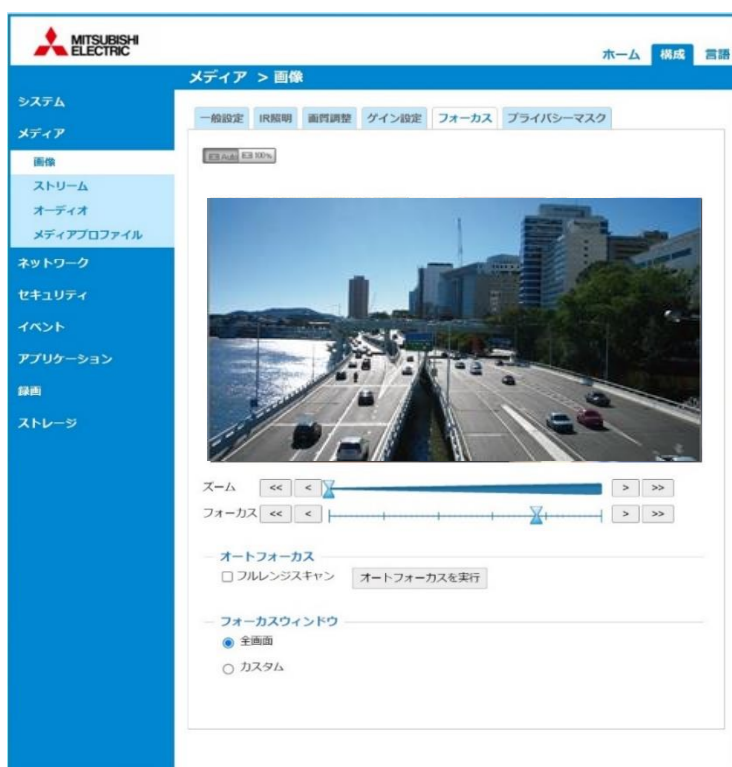 MITSUBISHI
ELECTRIC
ホーム 構成 言語
メディア > 画像
システム
メディア
画像
ストリーム
オーディオ
メディアプロファイル
ネットワーク
セキュリティ
イベント
アプリケーション
録画
ストレージ
一般設定 IR照明 画質調整 ゲイン設定 フォーカス プライバシーマスク
Auto 100%
ズーム << < > >>
フォーカス << < > >>
オートフォーカス
フルレンジスキャン オートフォーカスを実行
フォーカスウィンドウ
全画面
カスタム